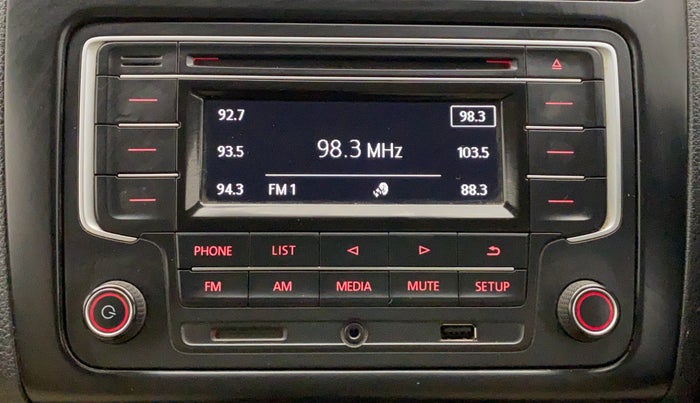 92.7 98.3
93.5 98.3 MHz 103.5
94.3 FM 1 88.3
PHONE LIST
FM AM MEDIA MUTE SETUP